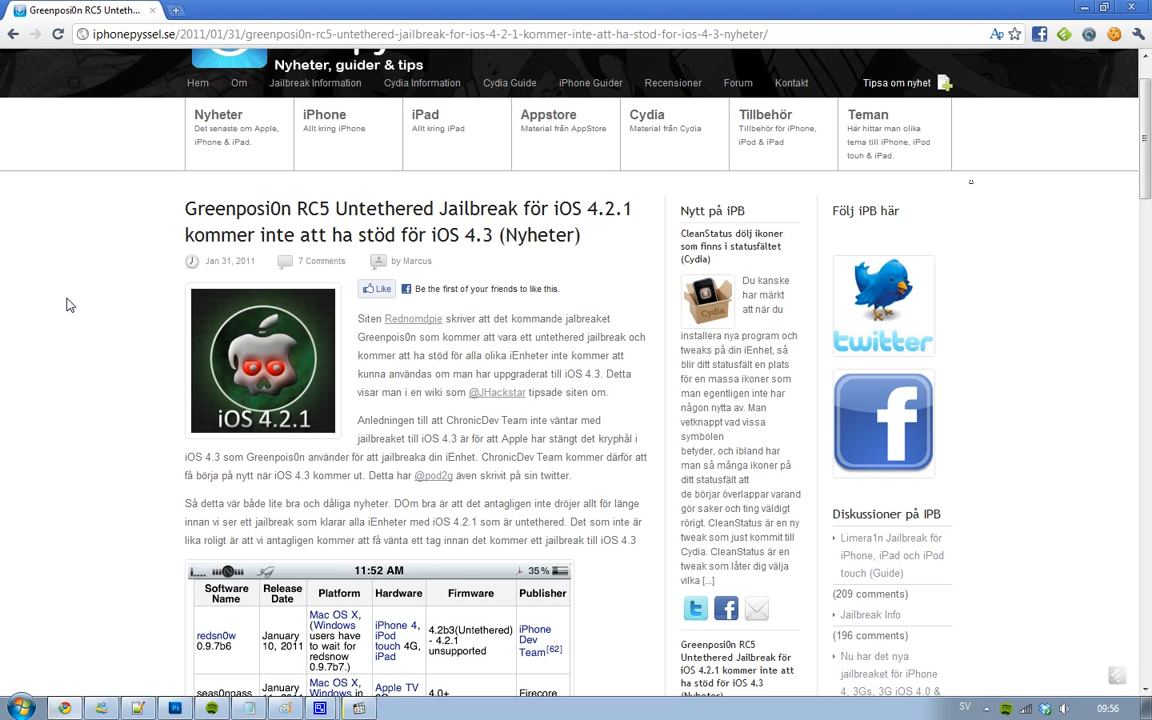 Greenposi0n RC5 Unteth...
iphonepyssel.se/2011/01/31/greenposi0n-rc5-untethered-jailbreak-for-ios-4-2-1-kommer-inte-att-ha-stod-for-ios-4-3-nyheter/
Nyheter, guider & tips
Hem Om Jailbreak Information Cydia Information Cydia Guide iPhone Guider Recensioner Forum Kontakt Tipsa om nyhet
Nyheter
Det senaste om Apple,
iPhone & iPad.
iPhone
Allt kring iPhone
iPad
Allt kring iPad
Appstore
Material från AppStore
Cydia
Material från Cydia
Tillbehör
Tillbehör för iPhone,
iPod & iPad
Teman
Här hittar man olika
tema till iPhone, iPod
touh & iPad.
Greenposi0n RC5 Untethered Jailbreak för iOS 4.2.1
kommer inte att ha stöd för iOS 4.3 (Nyheter)
Jan 31, 2011 7 Comments by Marcus
Like Be the first of your friends to like this.
iOS 4.2.1
Siten Rednomdpie skriver att det kommande jalbreaket
Greenpois0n som kommer att vara ett untethered jailbreak och
kommer att ha stöd för alla olika iEnheter inte kommer att
kunna användas om man har uppgraderat till iOS 4.3. Detta
visar man i en wiki som @JHackstar tipsade siten om.
Anledningen till att ChronicDev Team inte väntar med
jailbreaket till iOS 4.3 är för att Apple har stängt det kryphål i
iOS 4.3 som Greenpois0n använder för att jailbreaka din iEnhet. ChronicDev Team kommer därför att
få börja på nytt när iOS 4.3 kommer ut. Detta har @pod2g även skrivit på sin twitter.
Så detta vär både lite bra och dåliga nyheter. DOm bra är att det antagligen inte dröjer allt för länge
innan vi ser ett jailbreak som klarar alla iEnheter med iOS 4.2.1 som är untethered. Det som inte är
lika roligt är att vi antagligen kommer att få vänta ett tag innan det kommer ett jailbreak till iOS 4.3
11:52 AM 35%
Software
Name
Release
Date
Platform
Hardware
Firmware
Publisher
redsn0w
0.9.7b6
January
10, 2011
Mac OS X,
(Windows
users have
to wait for
redsnow
0.9.7b7.)
iPhone 4,
iPod
touch 4G,
iPad
4.2b3(Untethered)
- 4.2.1
unsupported
iPhone
Dev
Team[62]
seas0npass
January
Mac OS X,
Windows in
Apple TV
4.0+
Firecore
Nytt på iPB
CleanStatus dölj ikoner
som finns i statusfältet
(Cydia)
Cydia
Du kanske
har märkt
att när du
installera nya program och
tweaks på din iEnhet, så
blir ditt statusfält en plats
för en massa ikoner som
man egentligen inte har
någon nytta av. Man
vetknappt vad vissa
symbolen
betyder, och ibland har
man så många ikoner på
ditt statusfält att
de börjar överlappar varand
gör saker och ting väldigt
rörigt. CleanStatus är en ny
tweak som just kommit till
Cydia. CleanStatus är en
tweak som låter dig välja
vilka [...]
Greenposi0n RC5
Untethered Jailbreak för
iOS 4.2.1 kommer inte att
ha stöd för iOS 4.3
(Nyheter)
Följ iPB här
twitter
f
Diskussioner på IPB
Limera1n Jailbreak för
iPhone, iPad och iPod
touch (Guide)
(209 comments)
Jailbreak Info
(196 comments)
Nu har det nya
jailbreaket för iPhone
4, 3Gs, 3G iOS 4.0 &
SV 09:56